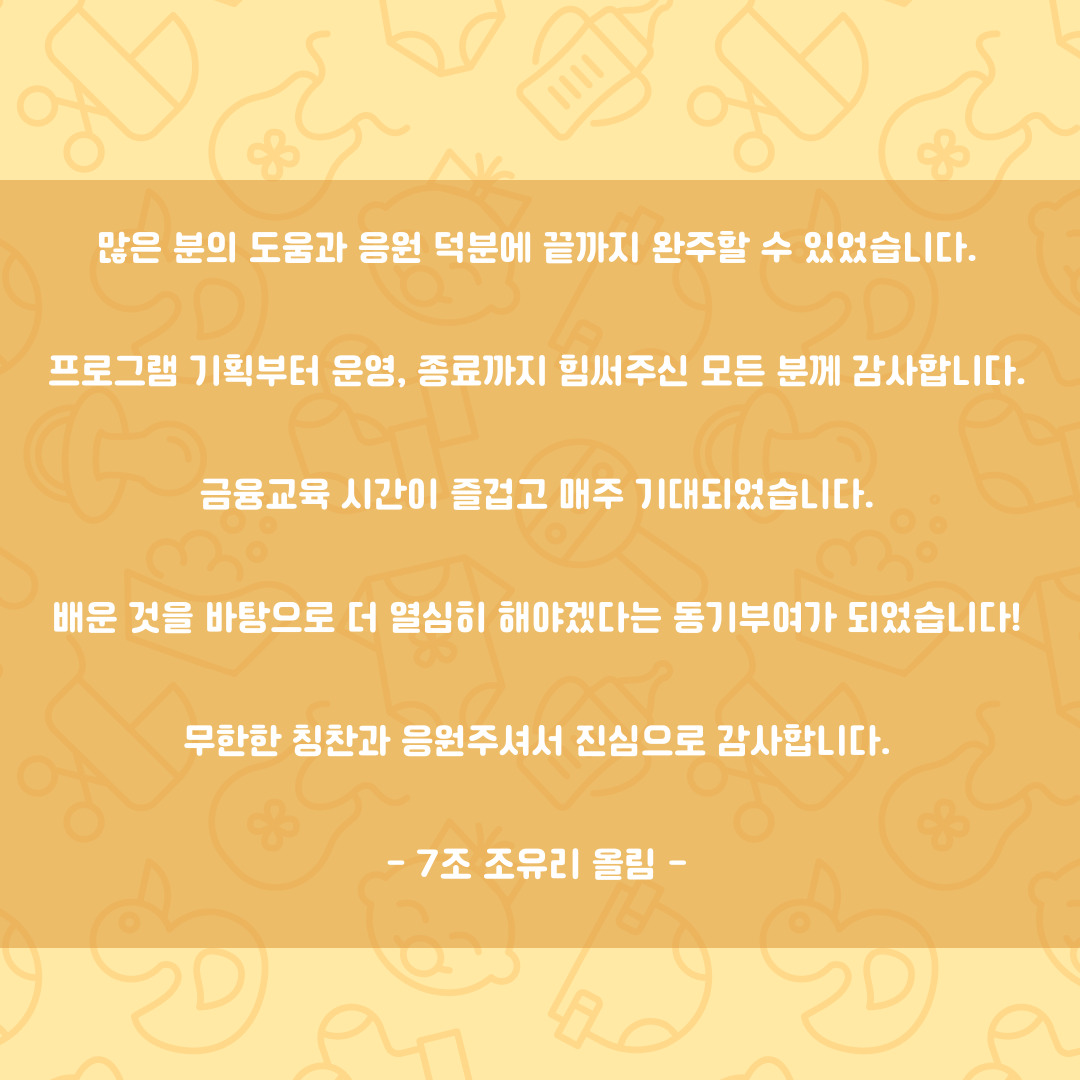 많은 분의 도움과 응원 덕분에 끝까지 완주할 수 있었습니다.
프로그램 기획부터 운영, 종료까지 힘써주신 모든 분께 감사합니다.
금융교육 시간이 즐겁고 매주 기대되었습니다.
배운 것을 바탕으로 더 열심히 해야겠다는 동기부여가 되었습니다!
무한한 칭찬과 응원주셔서 진심으로 감사합니다.
- 7조 조유리 올림 -